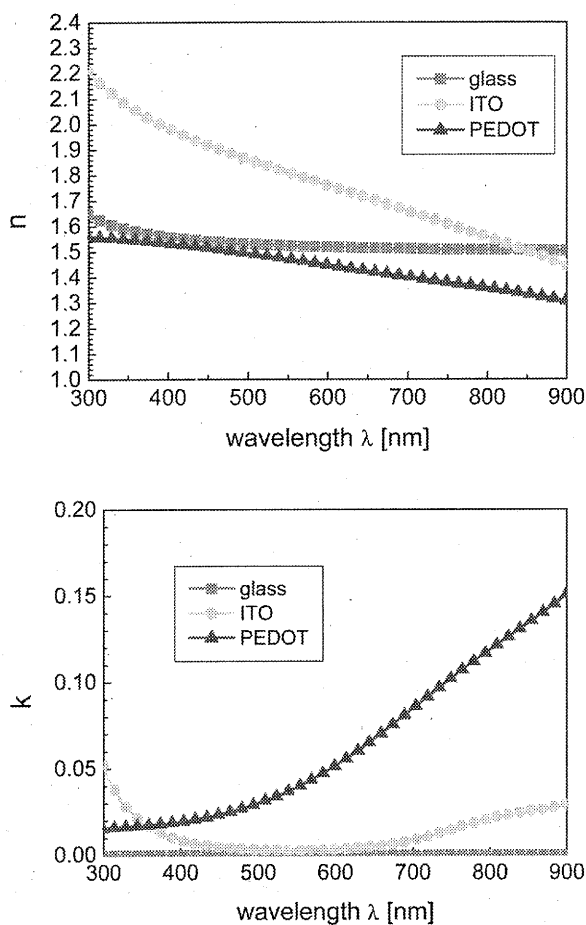 2.4
2.3
2.2
2.1
2.0
1.9
1.8
1.7
1.6
1.5
1.4
1.3
1.2
1.1
1.0
n
glass
ITO
PEDOT
300 400 500 600 700 800 900
wavelength λ [nm]
0.20
0.15
0.10
0.05
0.00
k
glass
ITO
PEDOT
300 400 500 600 700 800 900
wavelength λ [nm]